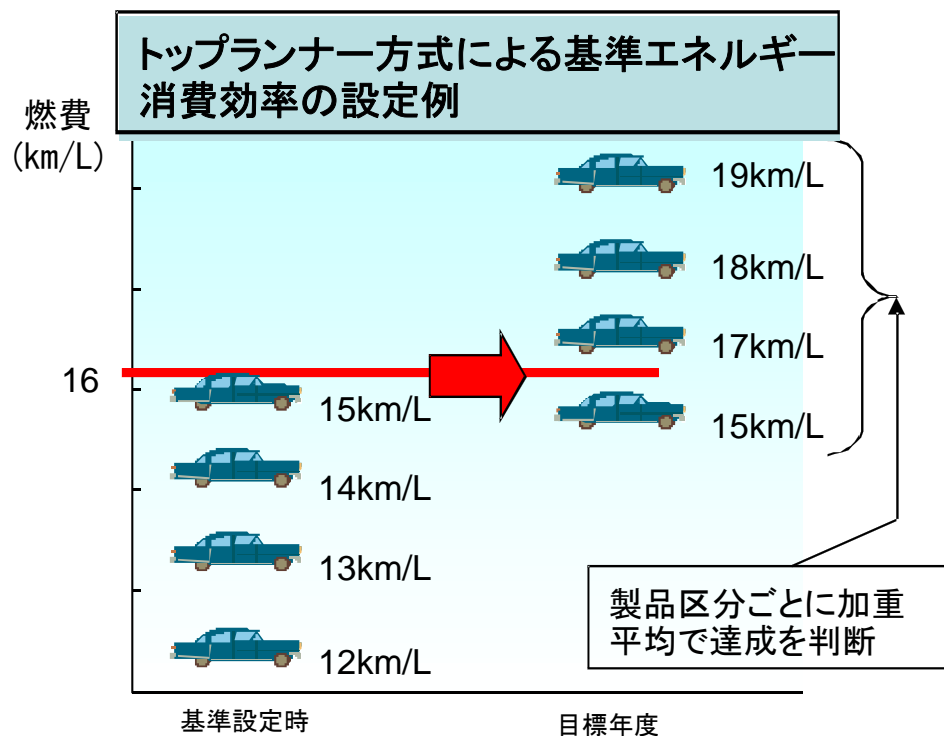 トップランナー方式による基準エネルギー
消費効率の設定例
燃費
(km/L)
19km/L
18km/L
17km/L
16
15km/L
15km/L
14km/L
13km/L
12km/L
製品区分ごとに加重
平均で達成を判断
基準設定時
目標年度